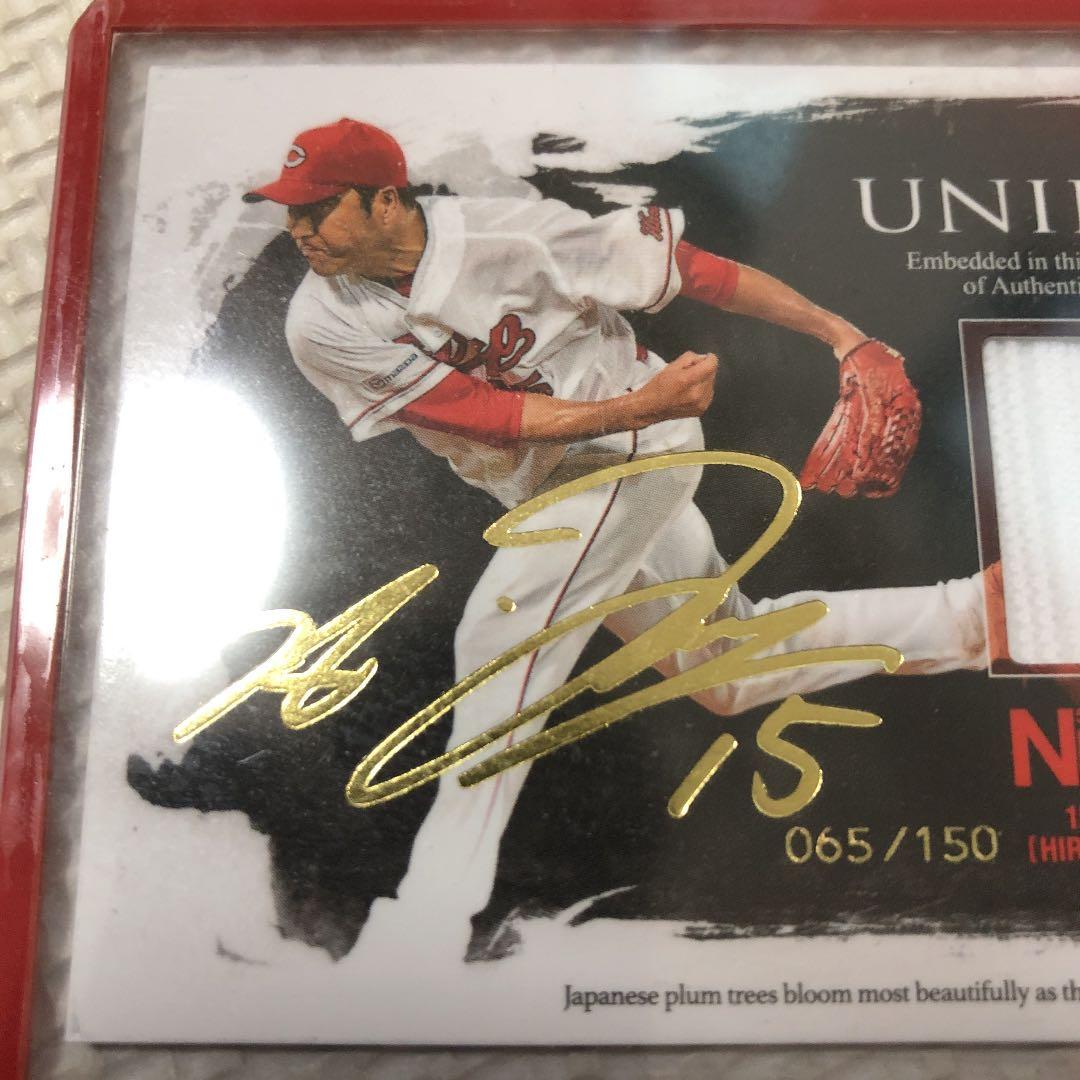 C
mazda
UNI
Embedded in thi
of Authenti
15
N
065/150
1
[HIR
Japanese plum trees bloom most beautifully as th